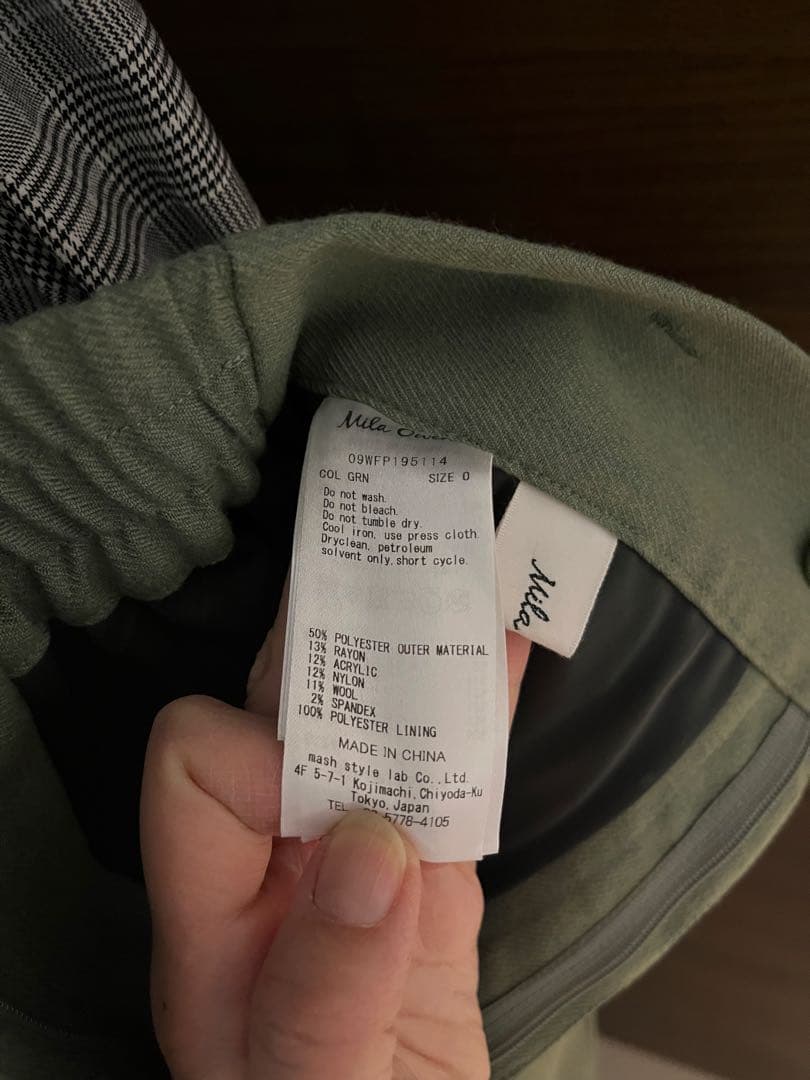 Mila
09WFP195114
COL GRN SIZE 0
Do not wash.
Do not bleach.
Do not tumble dry.
Cool iron, use press cloth.
Dryclean, petroleum
solvent only, short cycle.
50% POLYESTER OUTER MATERIAL
13% RAYON
12% ACRYLIC
12% NYLON
11% WOOL
2% SPANDEX
100% POLYESTER LINING
MADE IN CHINA
mash style lab Co.,Ltd.
4F 5-7-1 Kojimachi,Chiyoda-Ku
Tokyo,Japan
TEL 5778-4105
Mila